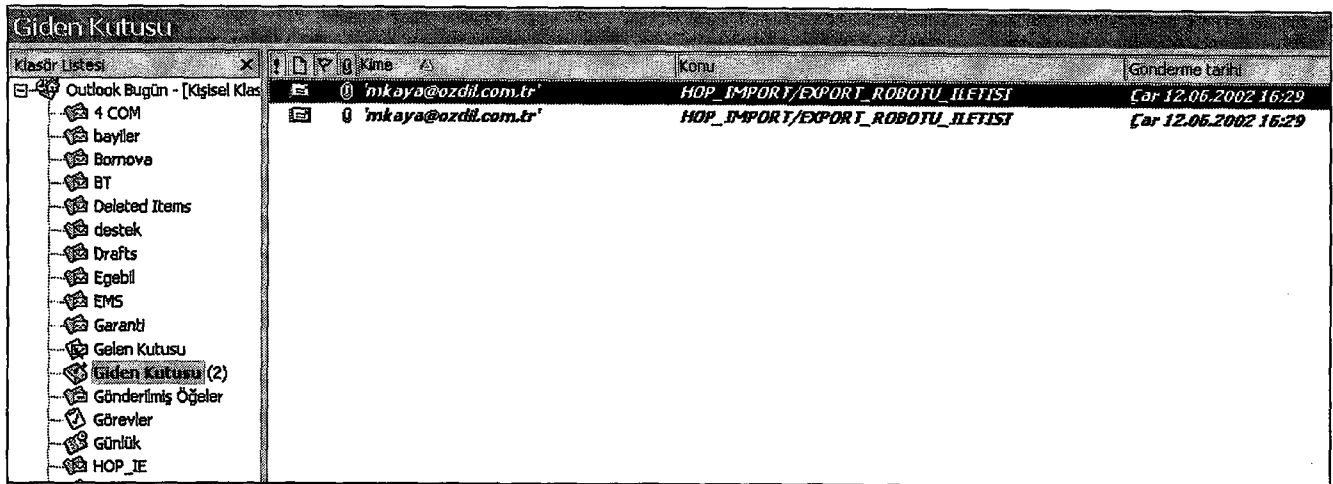 Giden Kutusu
Klasör Listesi
! Kime Konu Gönderme tarihi
'mkaya@ozdil.com.tr' HOP_IMPORT/EXPORT_ROBOTU_ILETISI Çar 12.06.2002 16:29
'mkaya@ozdil.com.tr' HOP_IMPORT/EXPORT_ROBOTU_ILETISI Çar 12.06.2002 16:29
Outlook Bugün - [Kişisel Klas
4 COM
bayiler
Bornova
BT
Deleted Items
destek
Drafts
Egebil
EMS
Garanti
Gelen Kutusu
Giden Kutusu (2)
Gönderilmiş Öğeler
Görevler
Günlük
HOP_IE